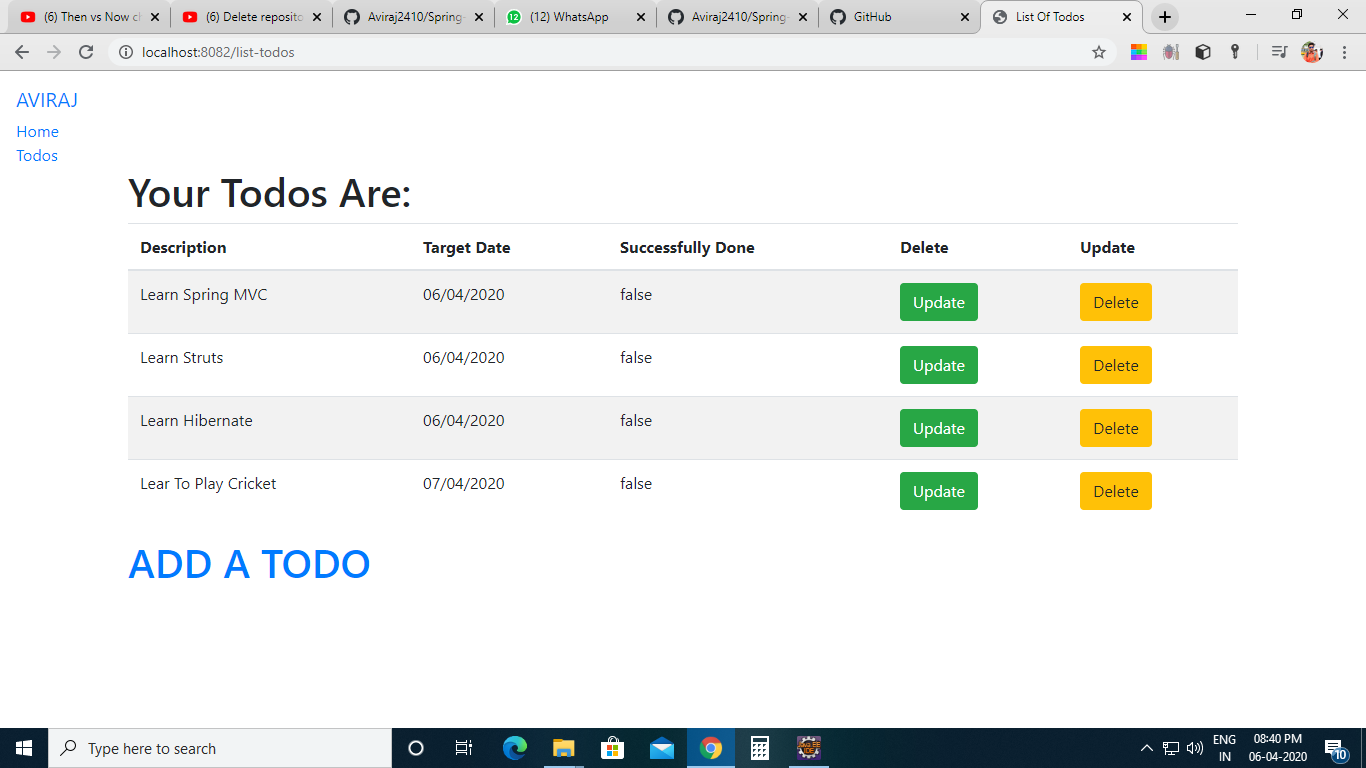 (6) Then vs Now c
(6) Delete reposito
Aviraj2410/Spring-
(12) WhatsApp
Aviraj2410/Spring-
GitHub
List Of Todos
localhost:8082/list-todos
AVIRAJ
Home
Todos
Your Todos Are:
Description Target Date Successfully Done Delete Update
Learn Spring MVC 06/04/2020 false Update Delete
Learn Struts 06/04/2020 false Update Delete
Learn Hibernate 06/04/2020 false Update Delete
Lear To Play Cricket 07/04/2020 false Update Delete
ADD A TODO
Type here to search
ENG 08:40 PM
IN 06-04-2020
10